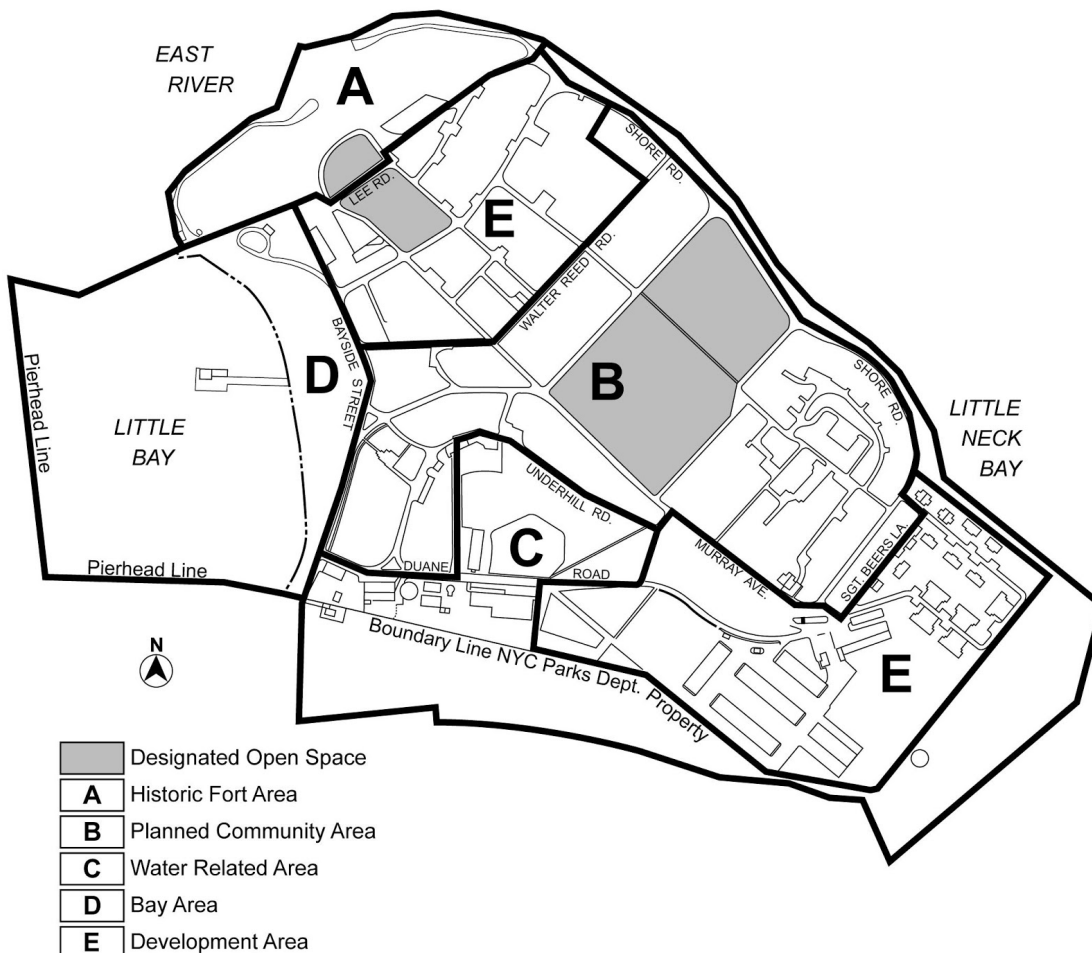 EAST
RIVER
A
SHORE RD.
LEE RD.
E
WALTER REED RD.
BAYSIDE STREET
D
B
Pierhead Line
LITTLE
BAY
SHORE RD.
LITTLE
NECK
BAY
UNDERHILL RD.
C
MURRAY AVE.
SGT. BEERS LA.
Pierhead Line
DUANE ROAD
N
Boundary Line NYC Parks Dept. Property
E
Designated Open Space
A Historic Fort Area
B Planned Community Area
C Water Related Area
D Bay Area
E Development Area